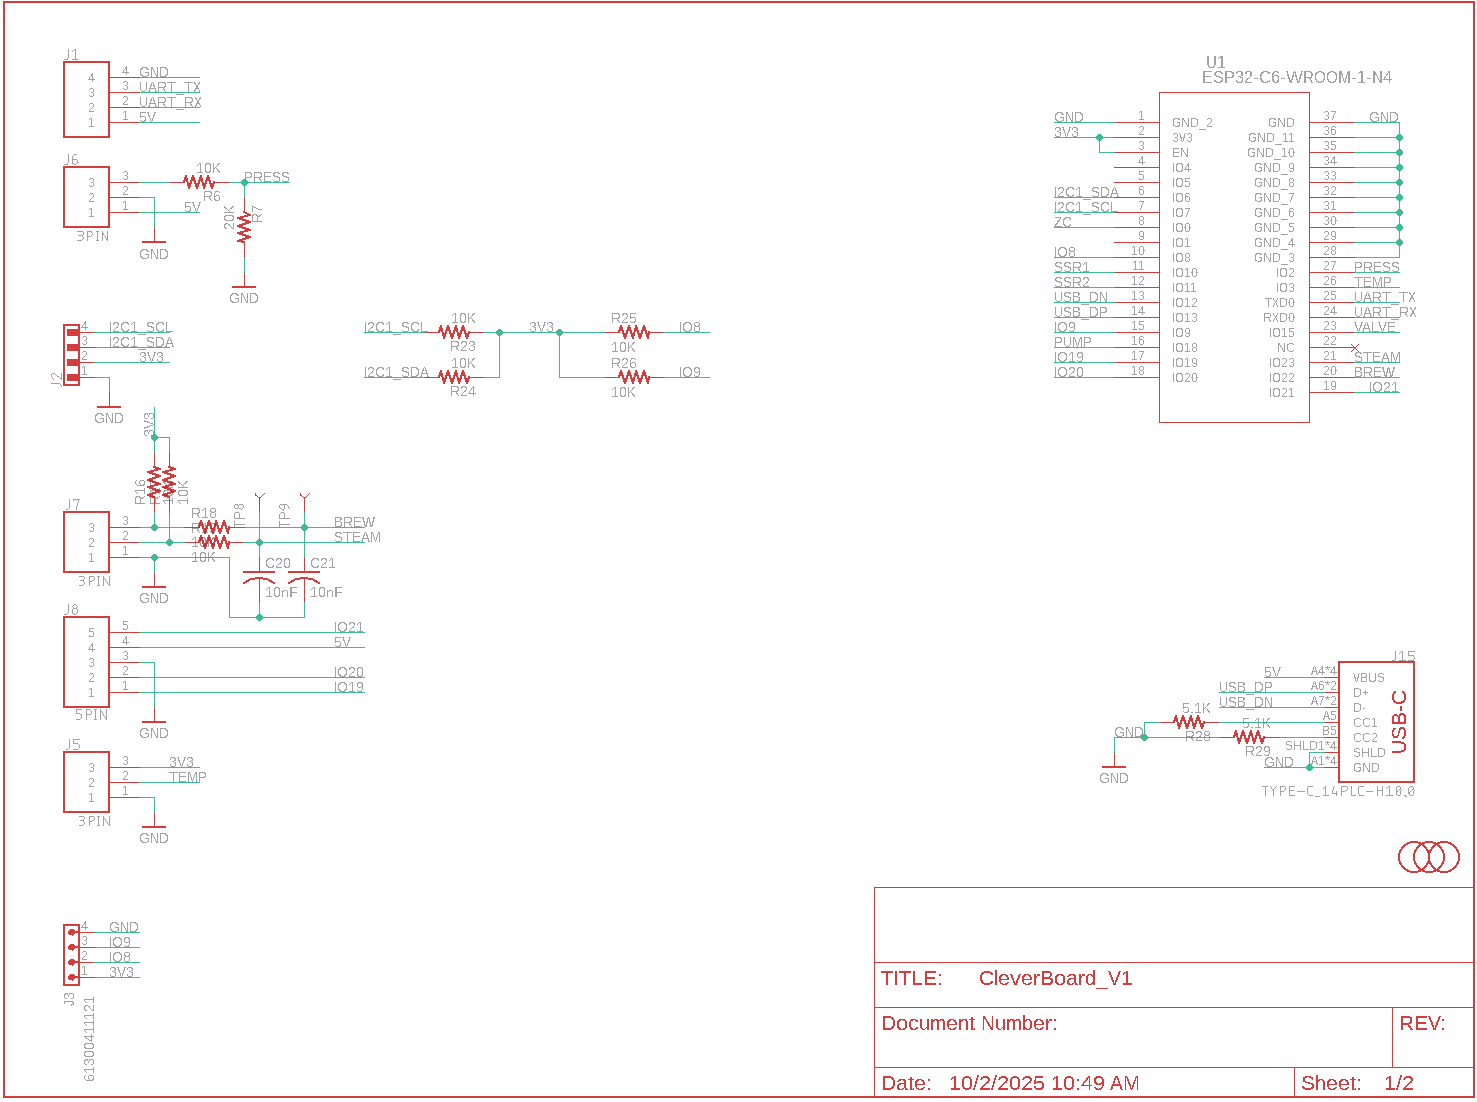 J1
4 4 GND
3 3 UART_TX
2 2 UART_RX
1 1 5V
J6
3 3 10K PRESS
R6
2 2
1 1 5V
20K R7
3PIN
GND
GND
J2
4 I2C1_SCL
3 I2C1_SDA
2 3V3
1
GND
I2C1_SCL 10K 3V3 R25 IO8
R23 10K
I2C1_SDA 10K R26 IO9
R24 10K
3V3
R16 10K
J7
3 3 R18 BREW
2 2 STEAM
1 1 10K
3PIN
GND
TP8 TP9
C20 C21
10nF 10nF
J8
5 5 IO21
4 4 5V
3 3
2 2 IO20
1 1 IO19
5PIN
GND
J5
3 3 3V3
2 2 TEMP
1 1
3PIN
GND
4 GND
3 IO9
2 IO8
1 3V3
J3
61300411121
U1
ESP32-C6-WROOM-1-N4
GND 1 GND_2 GND 37 GND
3V3 2 3V3 GND_11 36
3 EN GND_10 35
4 IO4 GND_9 34
5 IO5 GND_8 33
I2C1_SDA 6 IO6 GND_7 32
I2C1_SCL 7 IO7 GND_6 31
ZC 8 IO0 GND_5 30
9 IO1 GND_4 29
IO8 10 IO8 GND_3 28
SSR1 11 IO10 IO2 27 PRESS
SSR2 12 IO11 IO3 26 TEMP
USB_DN 13 IO12 TXD0 25 UART_TX
USB_DP 14 IO13 RXD0 24 UART_RX
IO9 15 IO9 IO15 23 VALVE
PUMP 16 IO18 NC 22
IO19 17 IO19 IO23 21 STEAM
IO20 18 IO20 IO22 20 BREW
IO21 19 IO21
J15
5V A4*4 VBUS
USB_DP A6*2 D+
USB_DN A7*2 D-
5.1K A5 CC1
R28
GND 5.1K B5 CC2
R29
SHLD1*4 SHLD
GND A1*4 GND
USB-C
GND
TYPE-C_14PLC-H10.0
TITLE: CleverBoard_V1
Document Number: REV:
Date: 10/2/2025 10:49 AM Sheet: 1/2